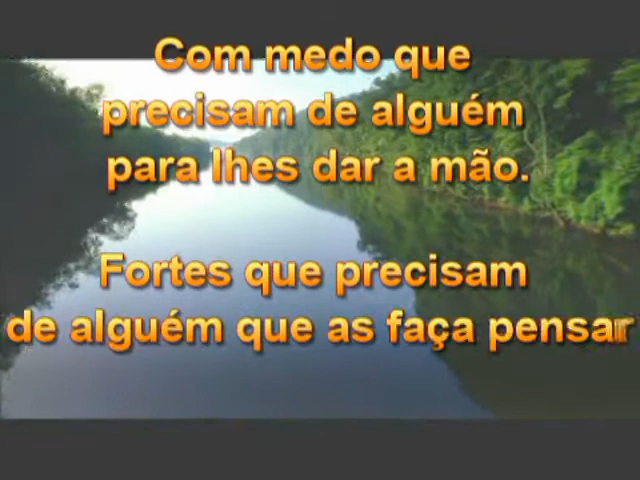 Com medo que
precisam de alguém
para lhes dar a mão.
Fortes que precisam
de alguém que as faça pensar